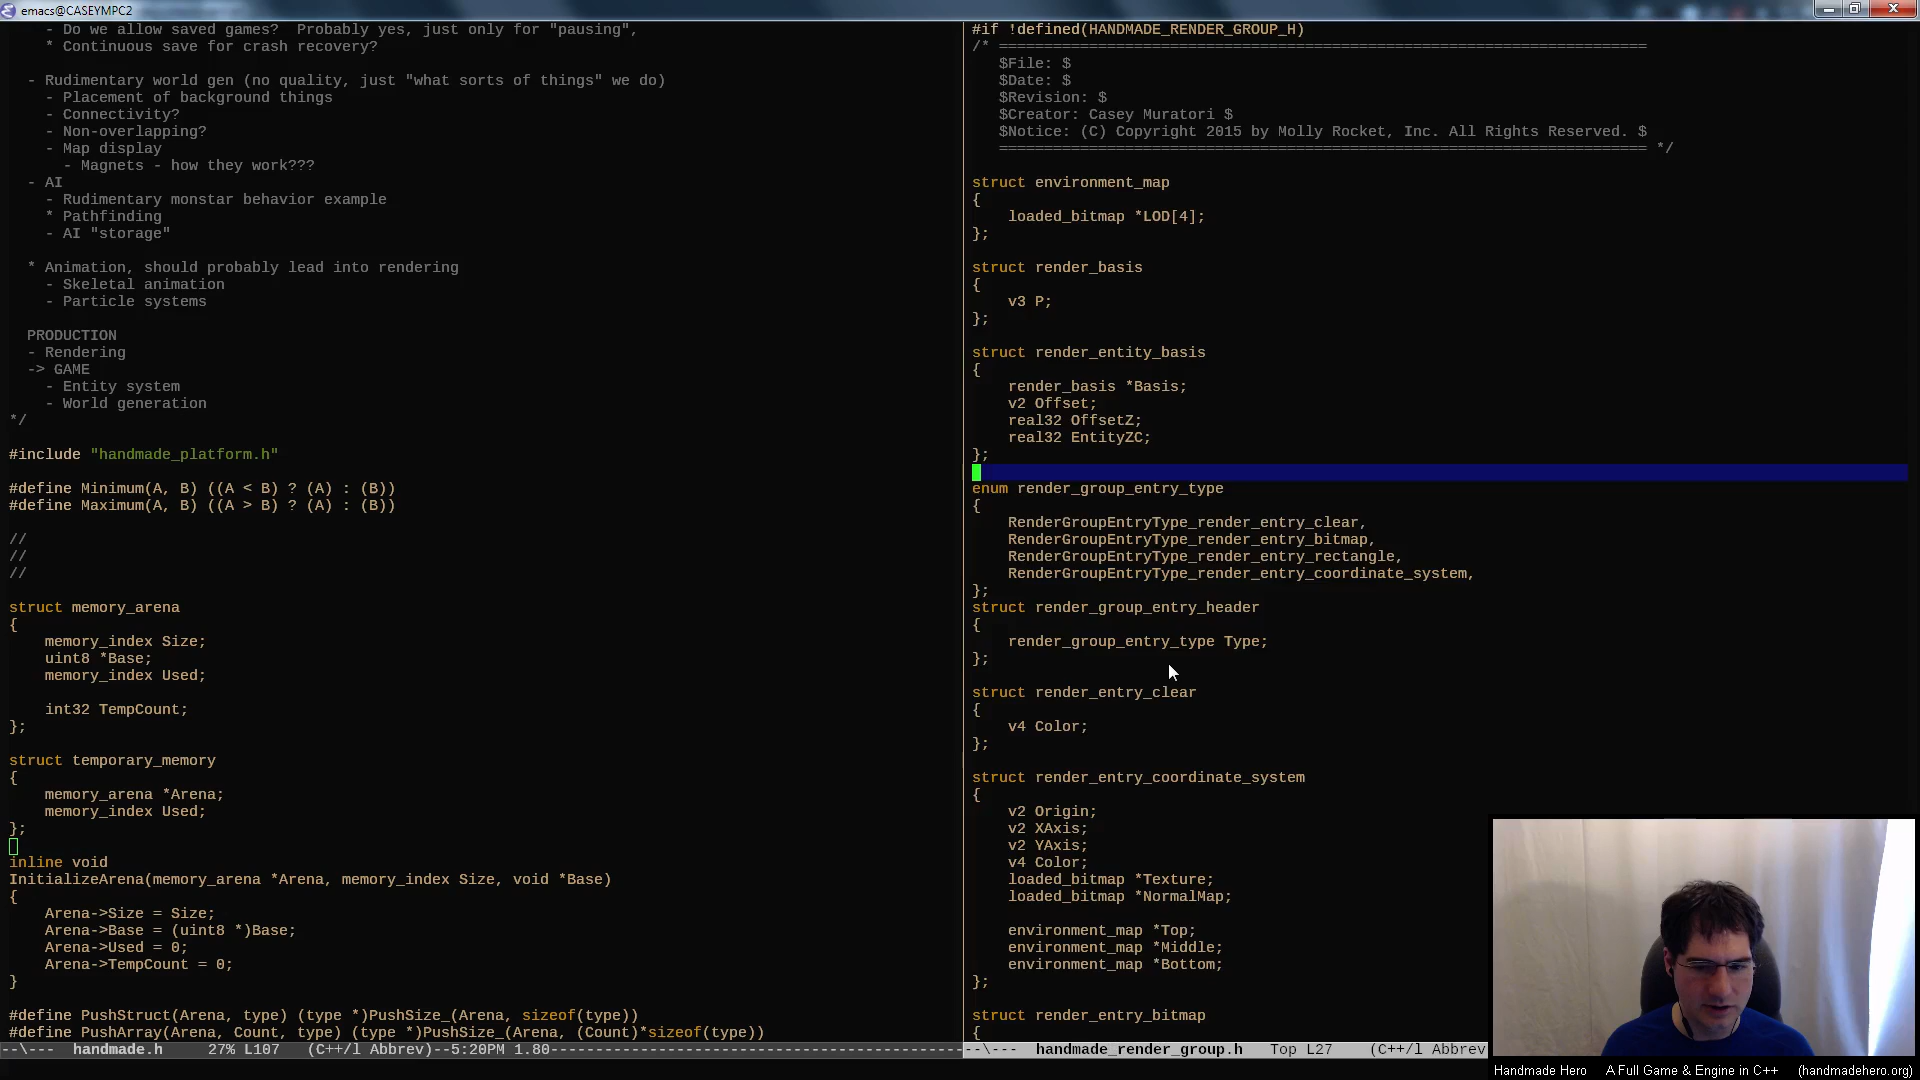 emacs@CASEYMPC2
- Do we allow saved games?  Probably yes, just only for "pausing",
* Continuous save for crash recovery?
- Rudimentary world gen (no quality, just "what sorts of things" we do)
- Placement of background things
- Connectivity?
- Non-overlapping?
- Map display
- Magnets - how they work???
- AI
- Rudimentary monstar behavior example
* Pathfinding
- AI "storage"
* Animation, should probably lead into rendering
- Skeletal animation
- Particle systems
PRODUCTION
- Rendering
-> GAME
- Entity system
- World generation
*/
#include "handmade_platform.h"
#define Minimum(A, B) ((A < B) ? (A) : (B))
#define Maximum(A, B) ((A > B) ? (A) : (B))
//
//
//
struct memory_arena
{
memory_index Size;
uint8 *Base;
memory_index Used;
int32 TempCount;
};
struct temporary_memory
{
memory_arena *Arena;
memory_index Used;
};
inline void
InitializeArena(memory_arena *Arena, memory_index Size, void *Base)
{
Arena->Size = Size;
Arena->Base = (uint8 *)Base;
Arena->Used = 0;
Arena->TempCount = 0;
}
#define PushStruct(Arena, type) (type *)PushSize_(Arena, sizeof(type))
#define PushArray(Arena, Count, type) (type *)PushSize_(Arena, (Count)*sizeof(type))
--\---  handmade.h     27% L107   (C++/l Abbrev)--5:20PM 1.80
#if !defined(HANDMADE_RENDER_GROUP_H)
/* ========================================================================
$File: $
$Date: $
$Revision: $
$Creator: Casey Muratori $
$Notice: (C) Copyright 2015 by Molly Rocket, Inc. All Rights Reserved. $
======================================================================== */
struct environment_map
{
loaded_bitmap *LOD[4];
};
struct render_basis
{
v3 P;
};
struct render_entity_basis
{
render_basis *Basis;
v2 Offset;
real32 OffsetZ;
real32 EntityZC;
};
enum render_group_entry_type
{
RenderGroupEntryType_render_entry_clear,
RenderGroupEntryType_render_entry_bitmap,
RenderGroupEntryType_render_entry_rectangle,
RenderGroupEntryType_render_entry_coordinate_system,
};
struct render_group_entry_header
{
render_group_entry_type Type;
};
struct render_entry_clear
{
v4 Color;
};
struct render_entry_coordinate_system
{
v2 Origin;
v2 XAxis;
v2 YAxis;
v4 Color;
loaded_bitmap *Texture;
loaded_bitmap *NormalMap;
environment_map *Top;
environment_map *Middle;
environment_map *Bottom;
};
struct render_entry_bitmap
{
--\---  handmade_render_group.h   Top L27    (C++/l Abbrev
Handmade Hero   A Full Game & Engine in C++   (handmadehero.org)